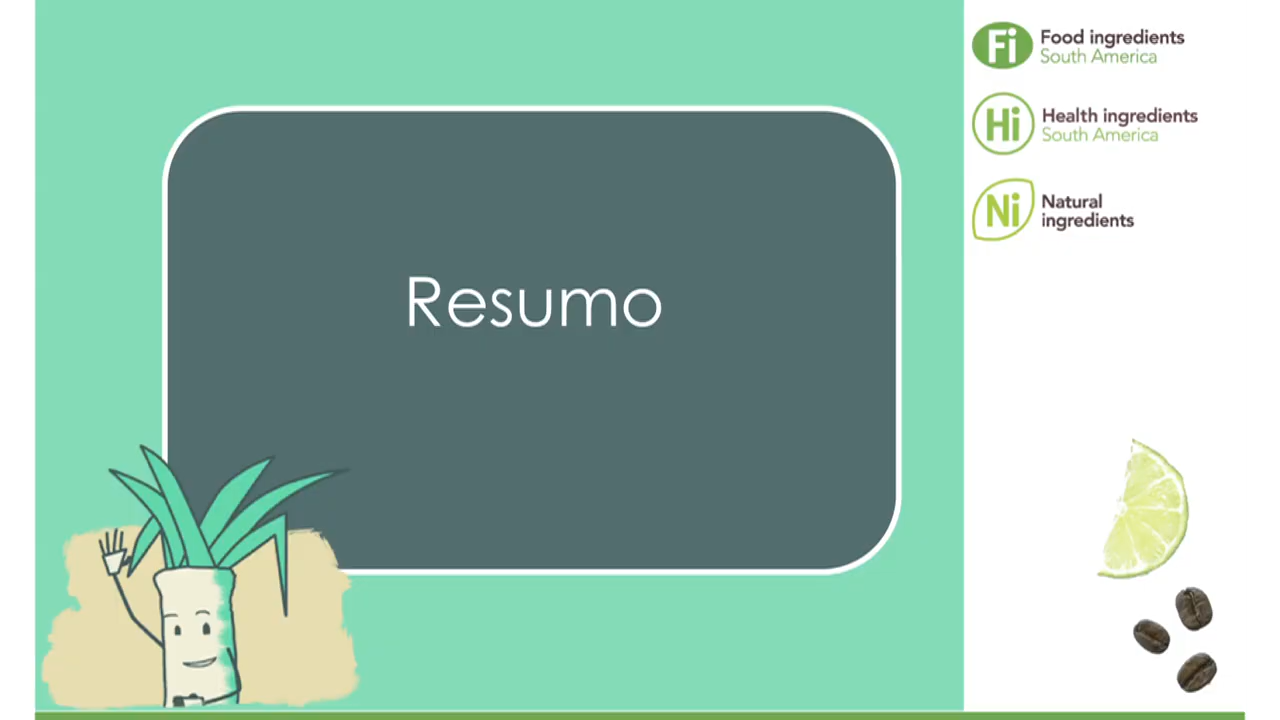 Resumo
Fi Food ingredients
South America
Hi Health ingredients
South America
Ni Natural
ingredients